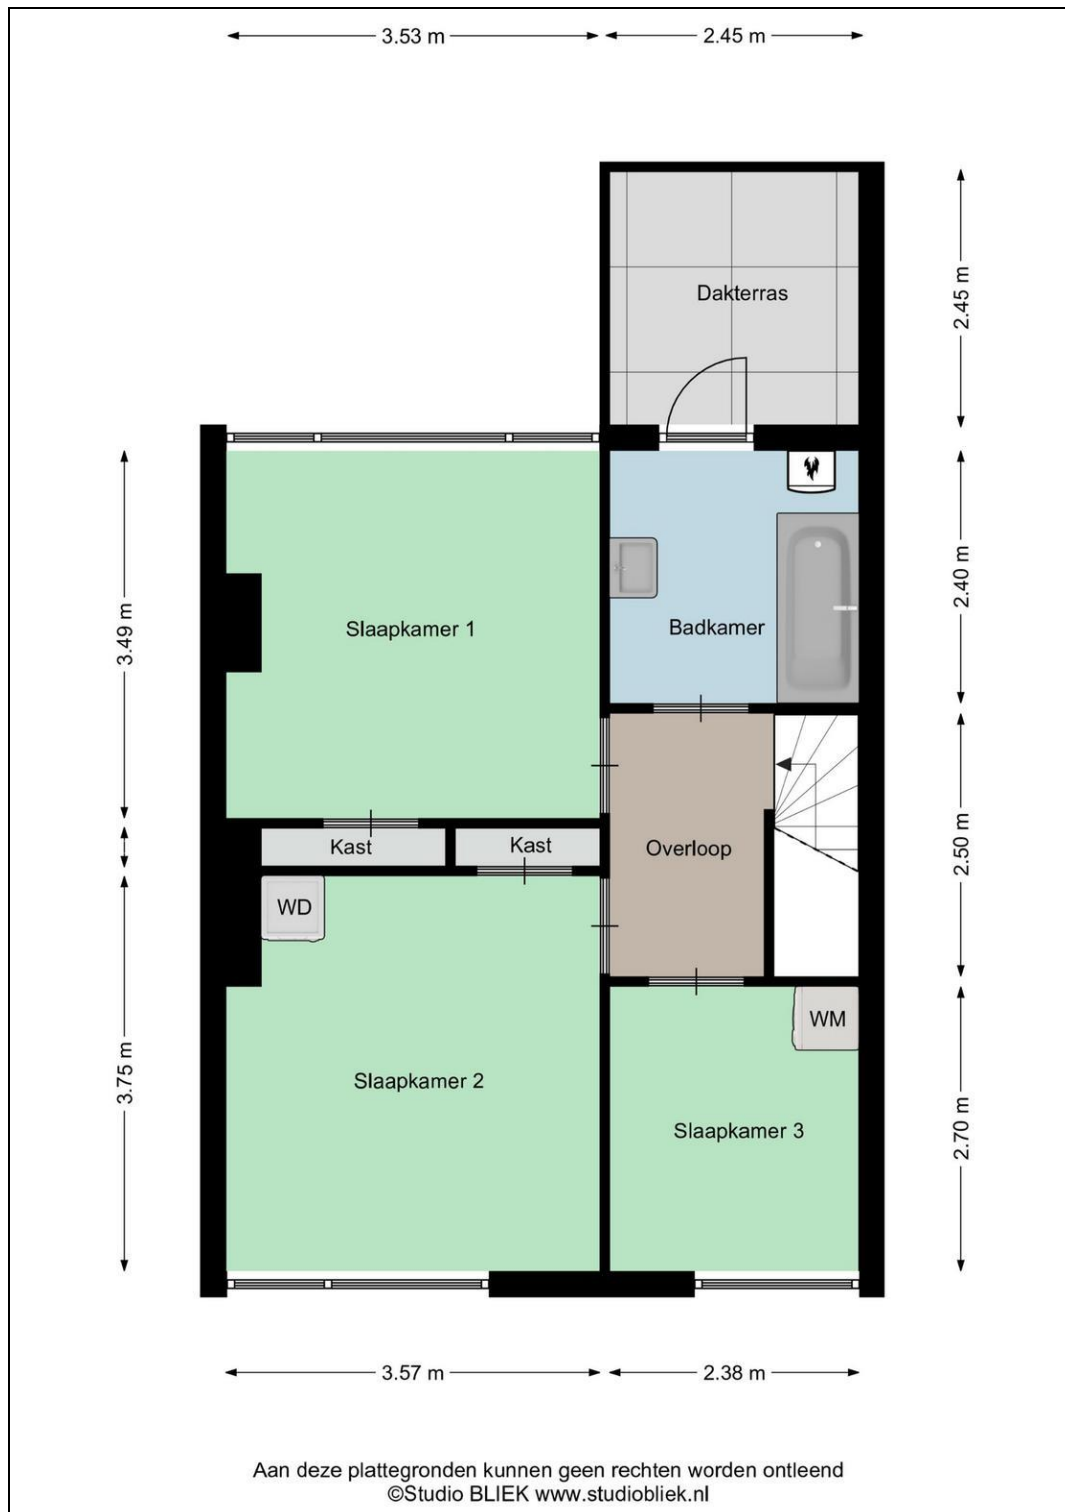 3.53 m
2.45 m
Dakterras
2.45 m
Slaapkamer 1
Badkamer
3.49 m
2.40 m
Kast
Kast
Overloop
2.50 m
WD
WM
Slaapkamer 2
3.75 m
Slaapkamer 3
2.70 m
3.57 m
2.38 m
Aan deze plattegronden kunnen geen rechten worden ontleend
©Studio BLIEK www.studiobliek.nl